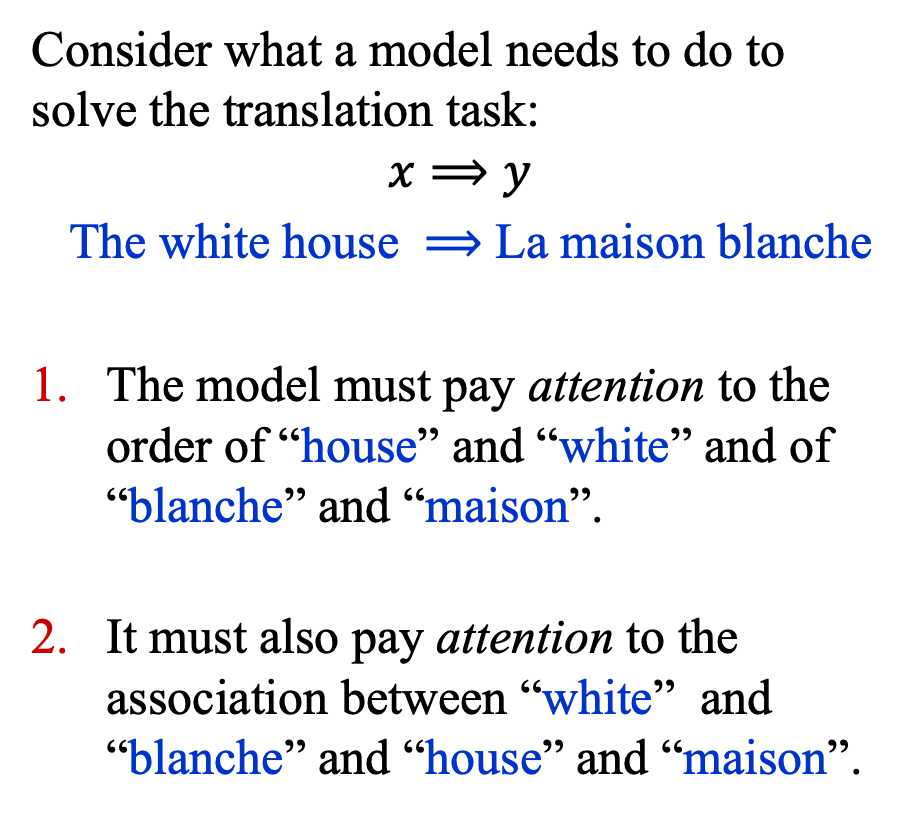 Consider what a model needs to do to
solve the translation task:
x ⟹ y
The white house ⟹ La maison blanche
1. The model must pay attention to the
order of “house” and “white” and of
“blanche” and “maison”.
2. It must also pay attention to the
association between “white” and
“blanche” and “house” and “maison”.